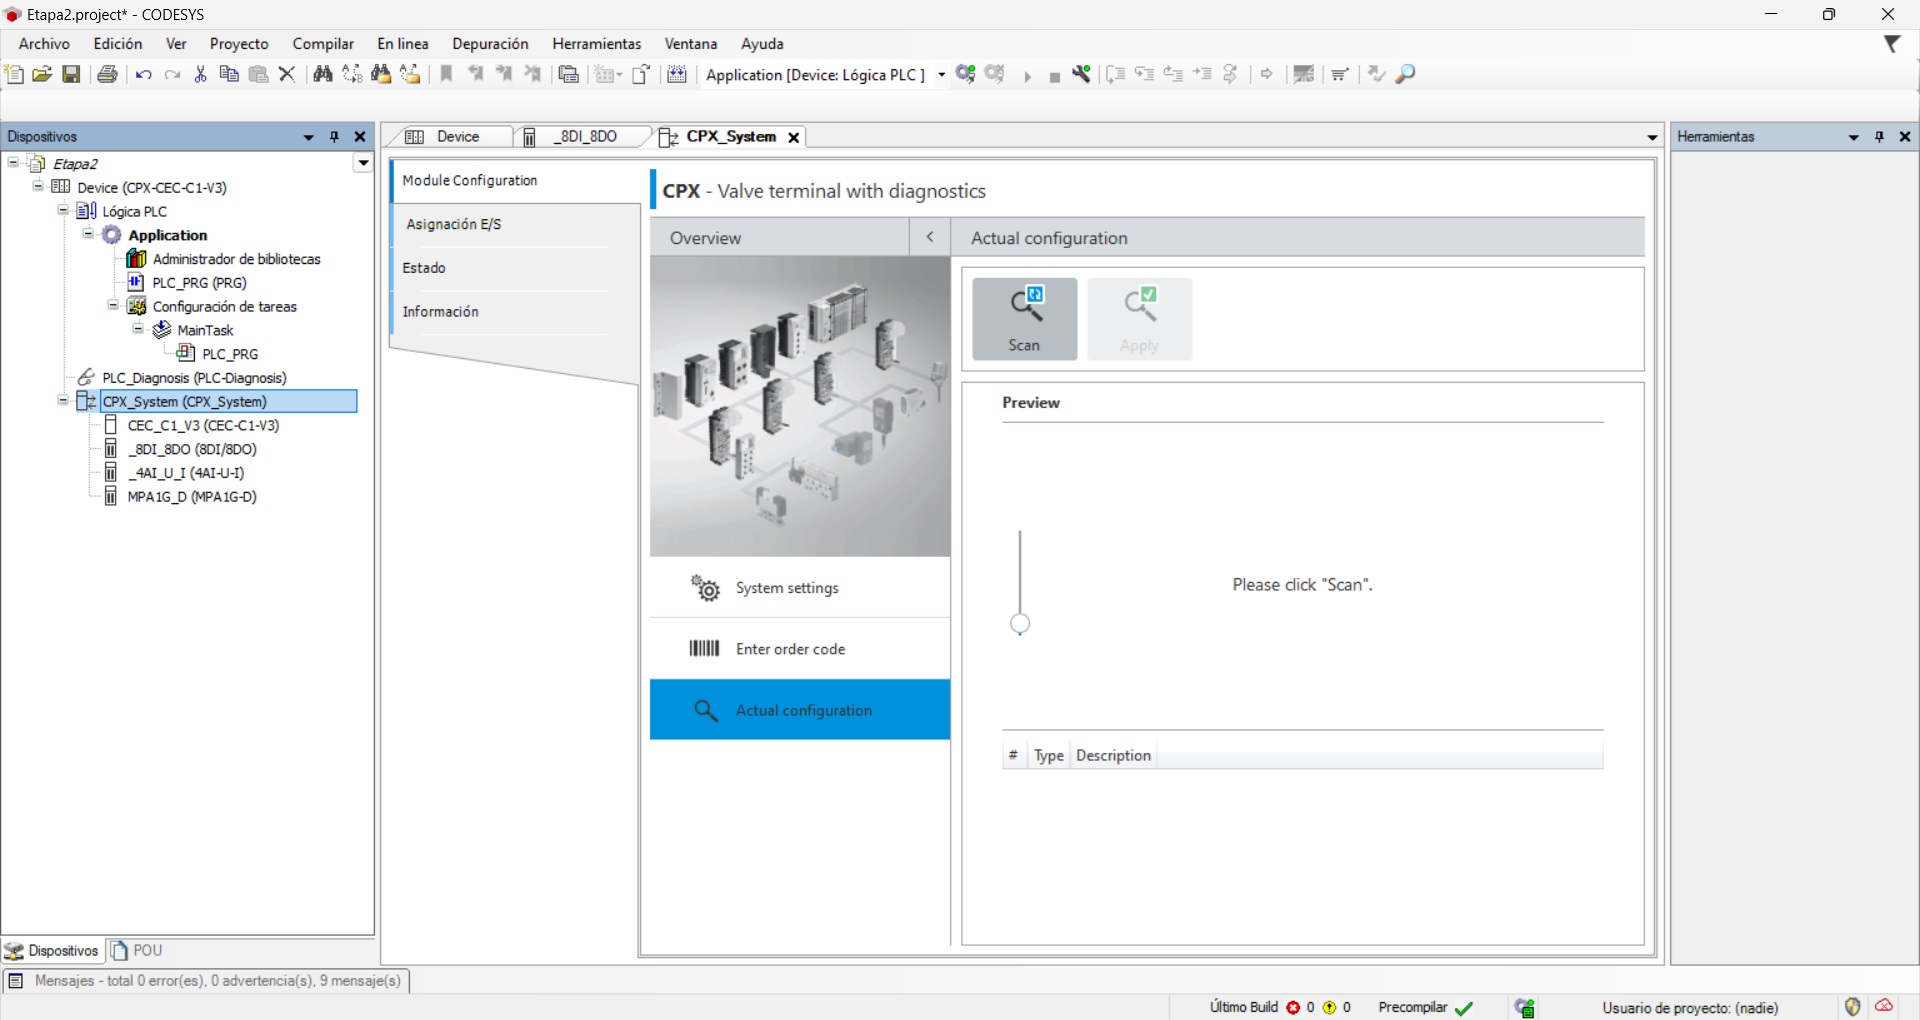 Etapa2.project* - CODESYS
Archivo Edición Ver Proyecto Compilar En linea Depuración Herramientas Ventana Ayuda
Application [Device: Lógica PLC ]
Dispositivos
Etapa2
Device (CPX-CEC-C1-V3)
Lógica PLC
Application
Administrador de bibliotecas
PLC_PRG (PRG)
Configuración de tareas
MainTask
PLC_PRG
PLC_Diagnosis (PLC-Diagnosis)
CPX_System (CPX_System)
CEC_C1_V3 (CEC-C1-V3)
_8DI_8DO (8DI/8DO)
_4AI_U_I (4AI-U-I)
MPA1G_D (MPA1G-D)
Dispositivos POU
Device _8DI_8DO CPX_System
Module Configuration
Asignación E/S
Estado
Información
CPX - Valve terminal with diagnostics
Overview < Actual configuration
System settings
Enter order code
Actual configuration
Scan Apply
Preview
Please click "Scan".
# Type Description
Herramientas
Mensajes - total 0 error(es), 0 advertencia(s), 9 mensaje(s)
Último Build 0 0 Precompilar Usuario de proyecto: (nadie)